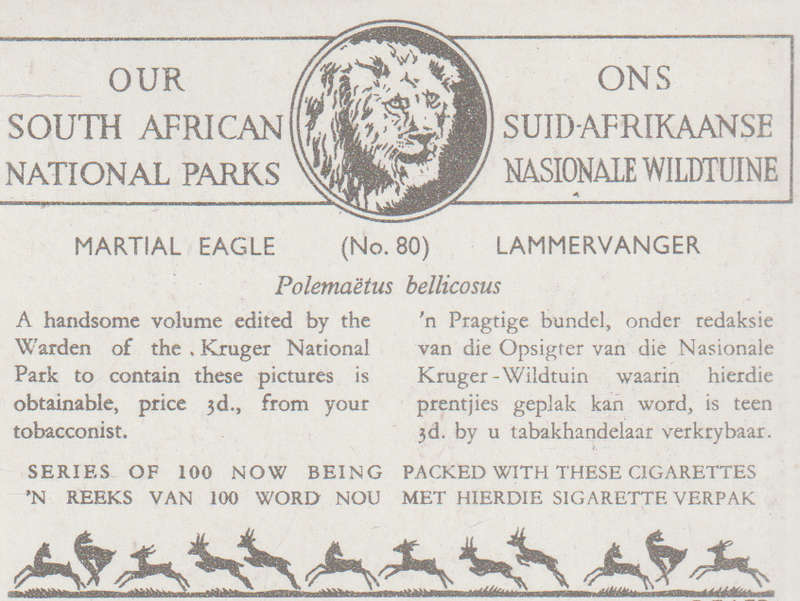 OUR
SOUTH AFRICAN
NATIONAL PARKS
ONS
SUID-AFRIKAANSE
NASIONALE WILDTUINE
MARTIAL EAGLE (No. 80) LAMMERVANGER
Polemaëtus bellicosus
A handsome volume edited by the
Warden of the Kruger National
Park to contain these pictures is
obtainable, price 3d., from your
tobacconist.
'n Pragtige bundel, onder redaksie
van die Opsigter van die Nasionale
Kruger-Wildtuin waarin hierdie
prentjies geplak kan word, is teen
3d. by u tabakhandelaar verkrybaar.
SERIES OF 100 NOW BEING PACKED WITH THESE CIGARETTES
'N REEKS VAN 100 WORD NOU MET HIERDIE SIGARETTE VERPAK